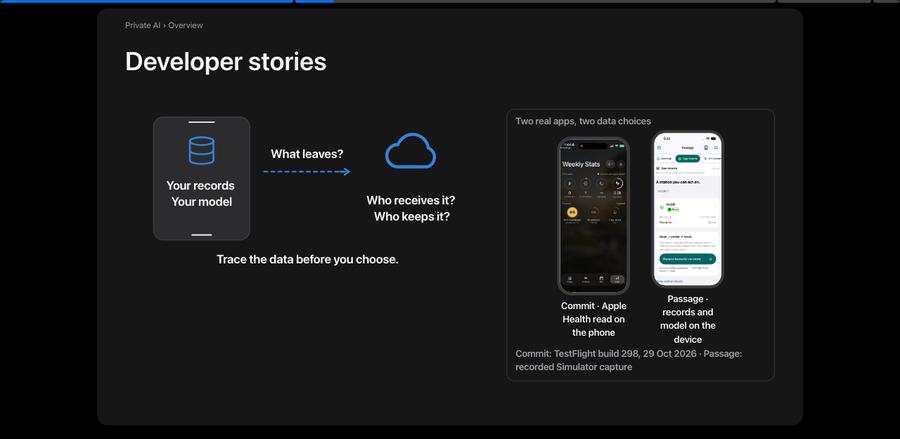 Private AI › Overview
Developer stories
Your records
Your model
What leaves?
Who receives it?
Who keeps it?
Trace the data before you choose.
Two real apps, two data choices
Weekly Stats
Commit · Apple
Health read on
the phone
Passage
A station you can act on.
Passage ·
records and
model on the
device
Commit: TestFlight build 298, 29 Oct 2026 · Passage:
recorded Simulator capture